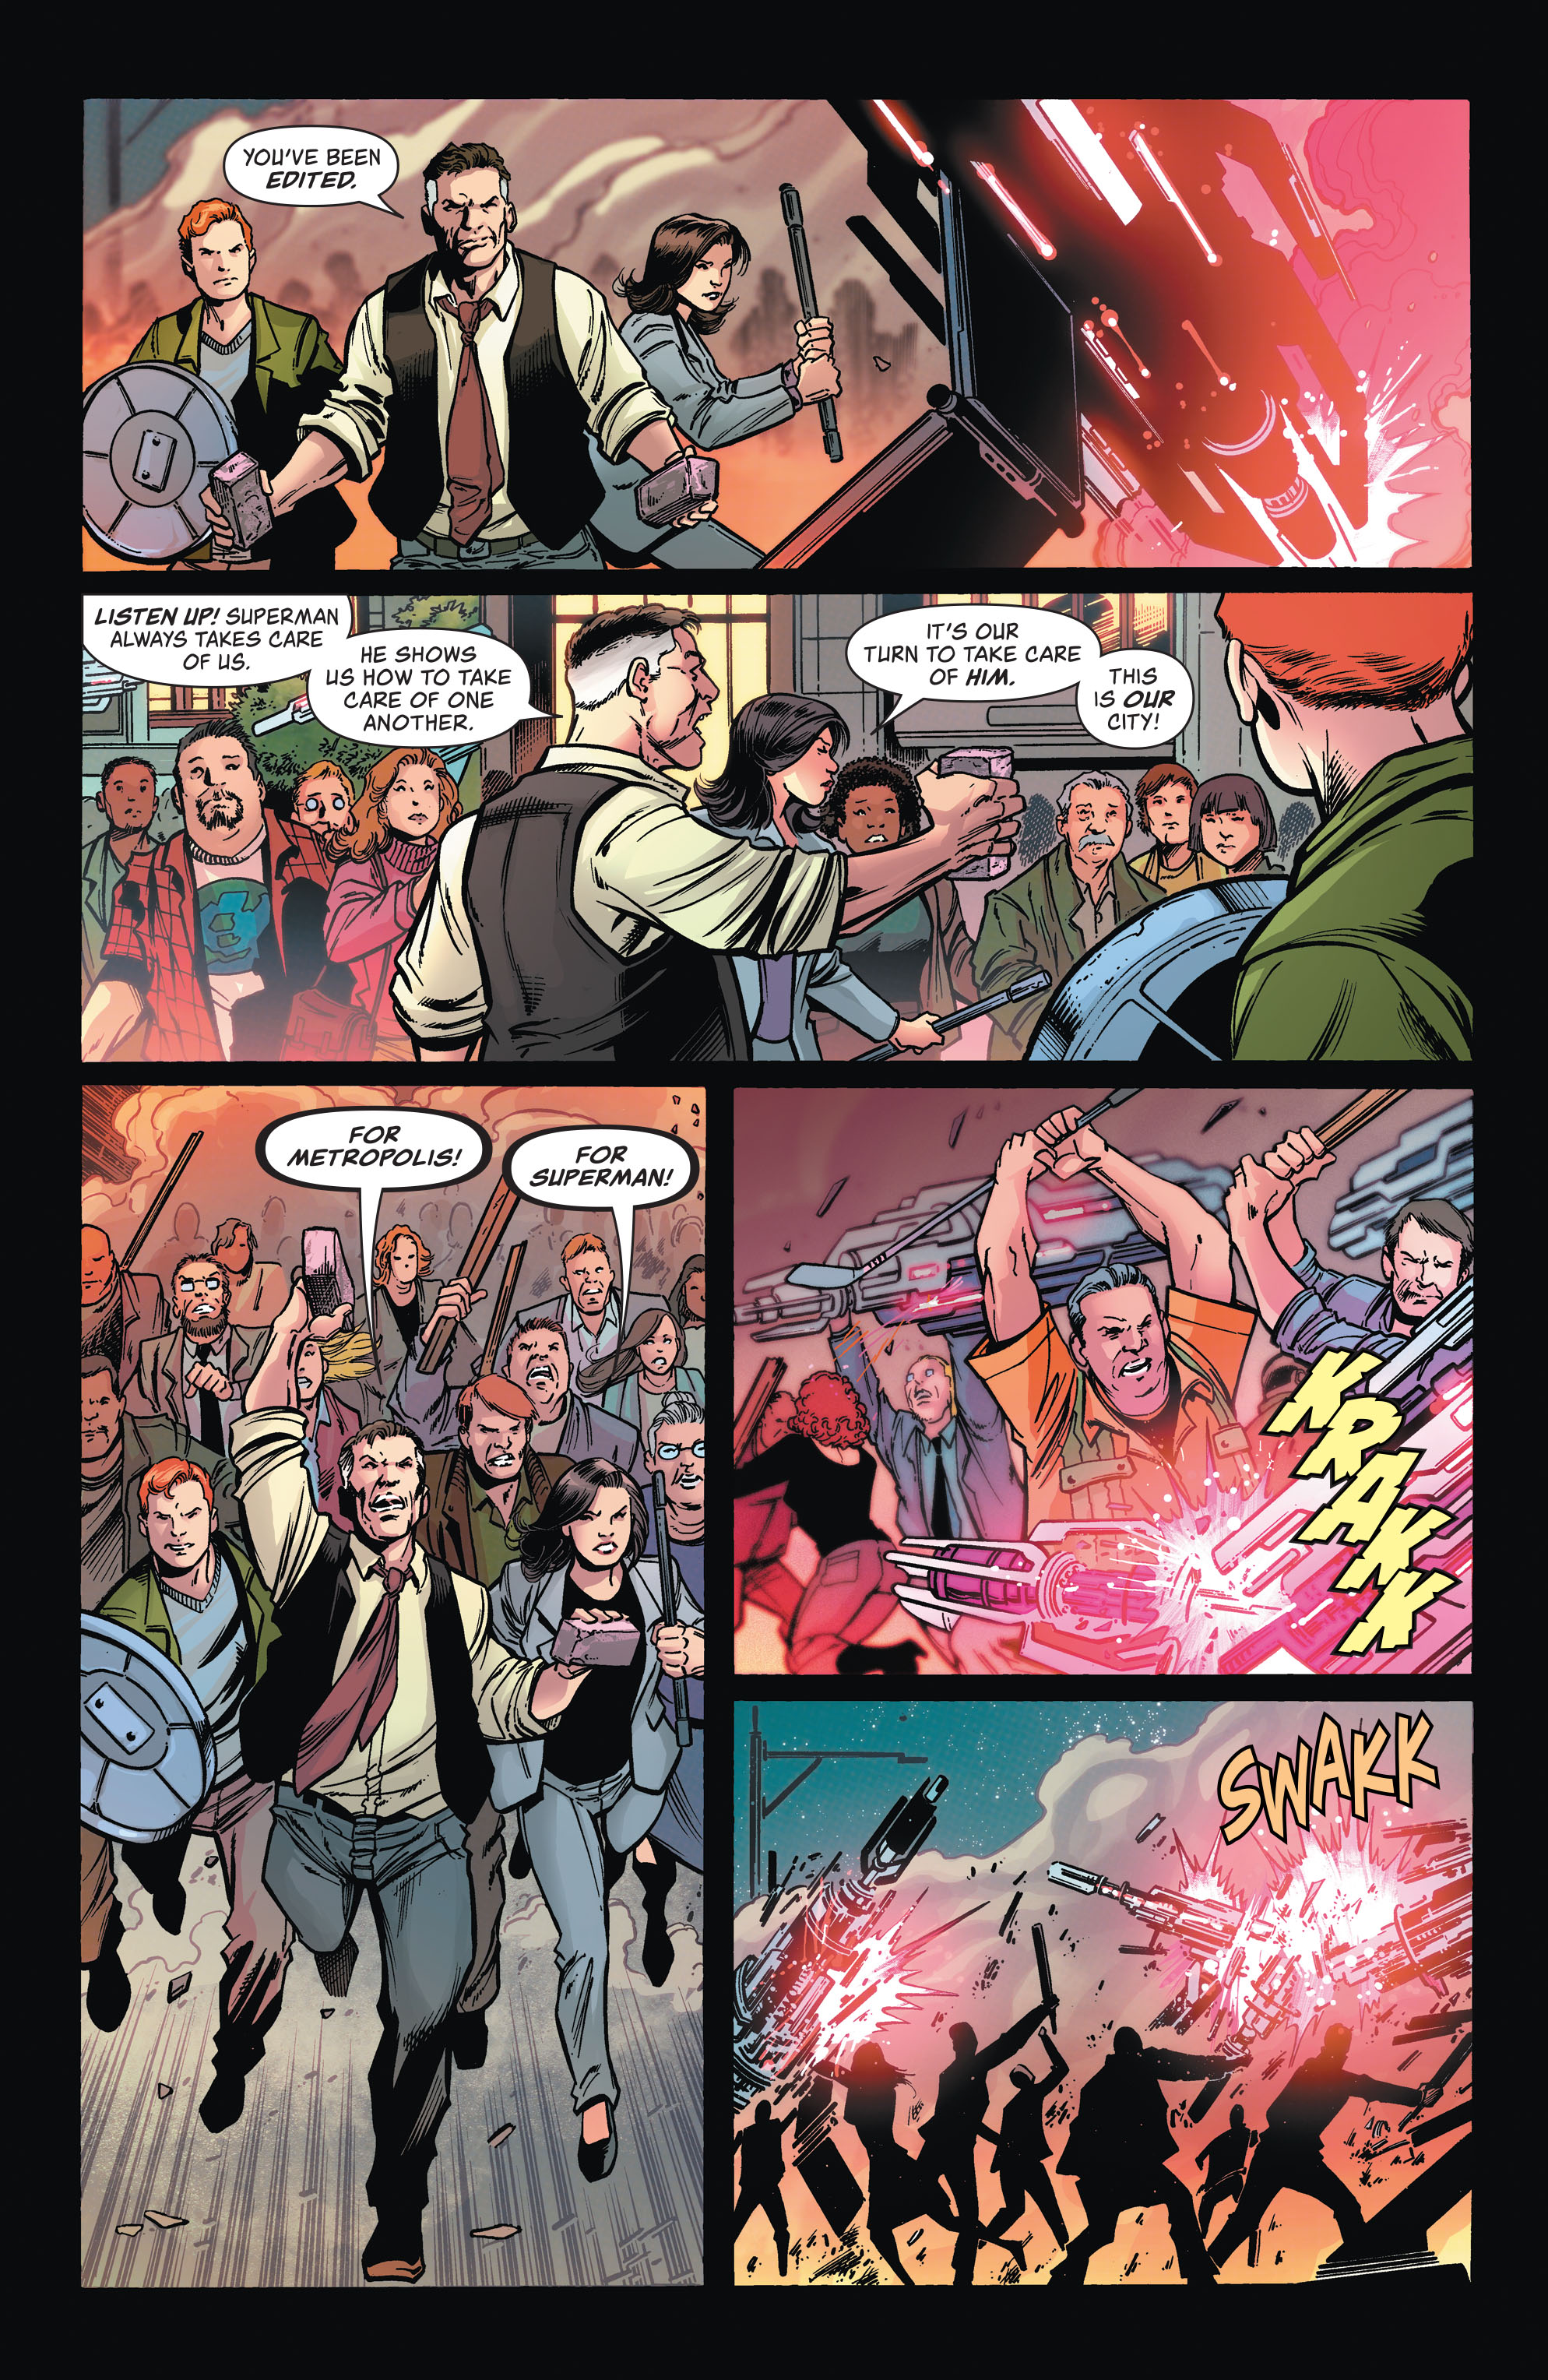 YOU'VE BEEN
EDITED.
LISTEN UP! SUPERMAN
ALWAYS TAKES CARE
OF US.
HE SHOWS
US HOW TO TAKE
CARE OF ONE
ANOTHER.
IT'S OUR
TURN TO TAKE CARE
OF HIM.
THIS
IS OUR
CITY!
FOR
METROPOLIS!
FOR
SUPERMAN!
KRAKK
SWAKK